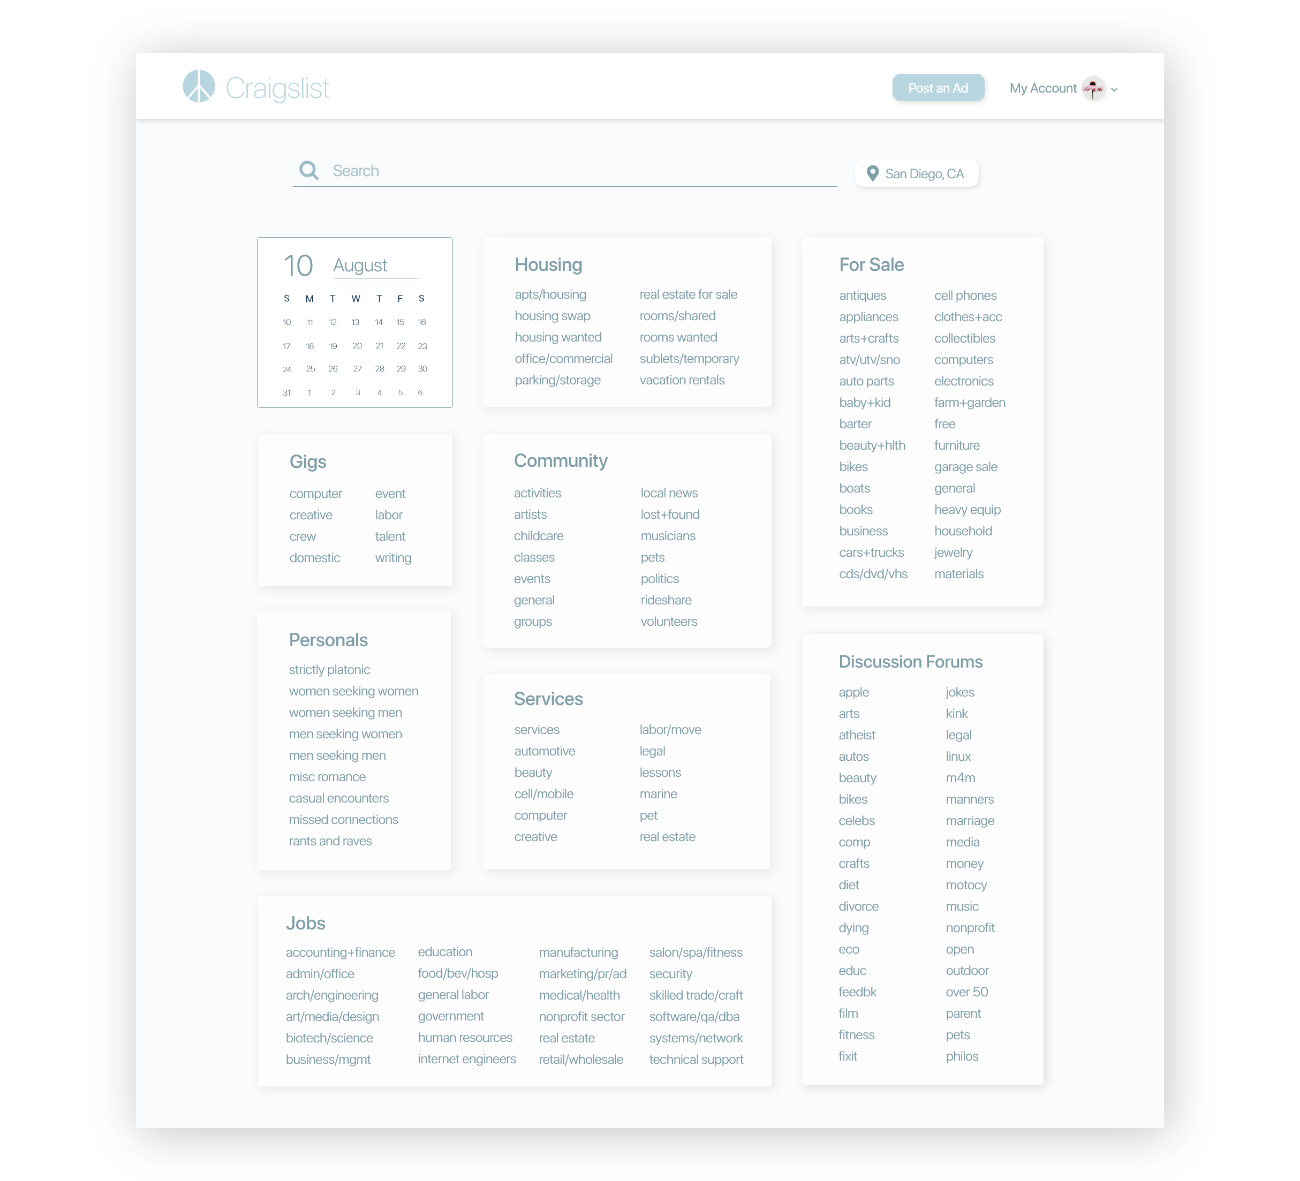 Craigslist
Post an Ad
My Account
Search
San Diego, CA
10 August
S M T W T F S
10 11 12 13 14 15 16
17 18 19 20 21 22 23
24 25 26 27 28 29 30
31 1 2 3 4 5 6
Housing
apts/housing
housing swap
housing wanted
office/commercial
parking/storage
real estate for sale
rooms/shared
rooms wanted
sublets/temporary
vacation rentals
For Sale
antiques
appliances
arts+crafts
atv/utv/sno
auto parts
baby+kid
barter
beauty+hlth
bikes
boats
books
business
cars+trucks
cds/dvd/vhs
cell phones
clothes+acc
collectibles
computers
electronics
farm+garden
free
furniture
garage sale
general
heavy equip
household
jewelry
materials
Gigs
computer
creative
crew
domestic
event
labor
talent
writing
Community
activities
artists
childcare
classes
events
general
groups
local news
lost+found
musicians
pets
politics
rideshare
volunteers
Personals
strictly platonic
women seeking women
women seeking men
men seeking women
men seeking men
misc romance
casual encounters
missed connections
rants and raves
Services
services
automotive
beauty
cell/mobile
computer
creative
labor/move
legal
lessons
marine
pet
real estate
Discussion Forums
apple
arts
atheist
autos
beauty
bikes
celebs
comp
crafts
diet
divorce
dying
eco
educ
feedbk
film
fitness
fixit
jokes
kink
legal
linux
m4m
manners
marriage
media
money
motocy
music
nonprofit
open
outdoor
over 50
parent
pets
philos
Jobs
accounting+finance
admin/office
arch/engineering
art/media/design
biotech/science
business/mgmt
education
food/bev/hosp
general labor
government
human resources
internet engineers
manufacturing
marketing/pr/ad
medical/health
nonprofit sector
real estate
retail/wholesale
salon/spa/fitness
security
skilled trade/craft
software/qa/dba
systems/network
technical support